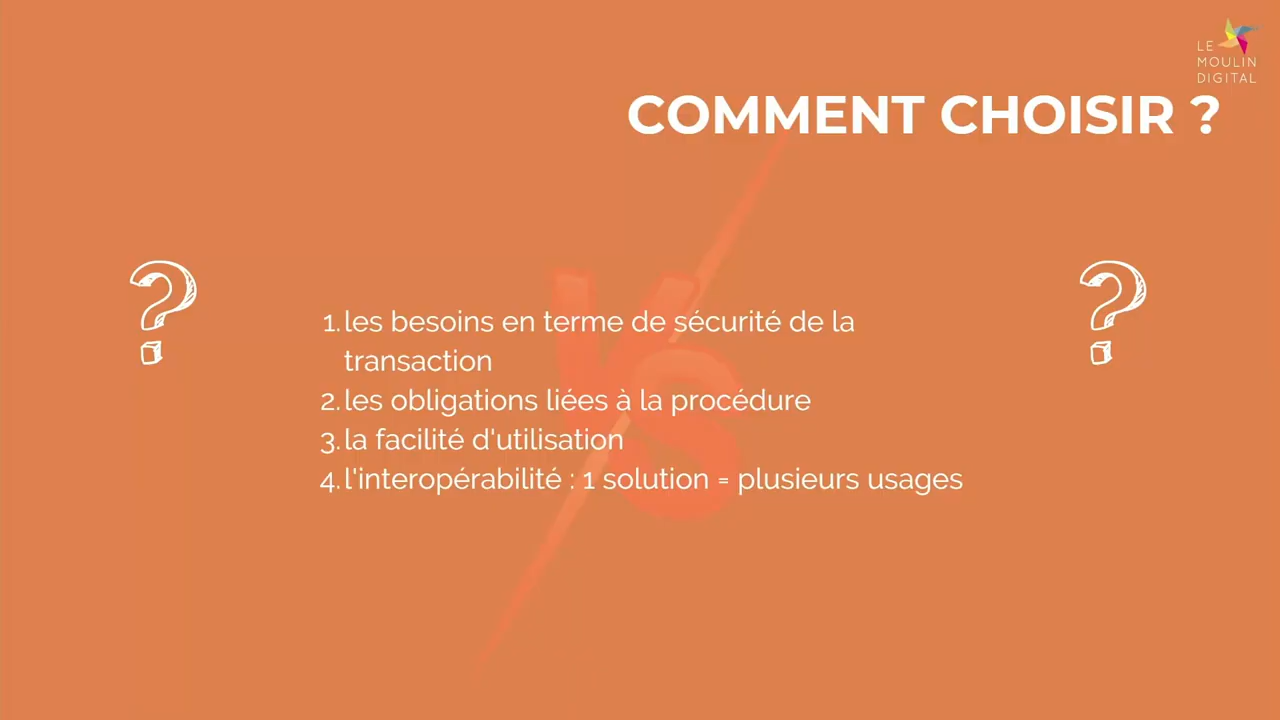 LE
MOULIN
DIGITAL
COMMENT CHOISIR ?
?
?
VS
1. les besoins en terme de sécurité de la
transaction
2. les obligations liées à la procédure
3. la facilité d'utilisation
4. l'interopérabilité : 1 solution = plusieurs usages